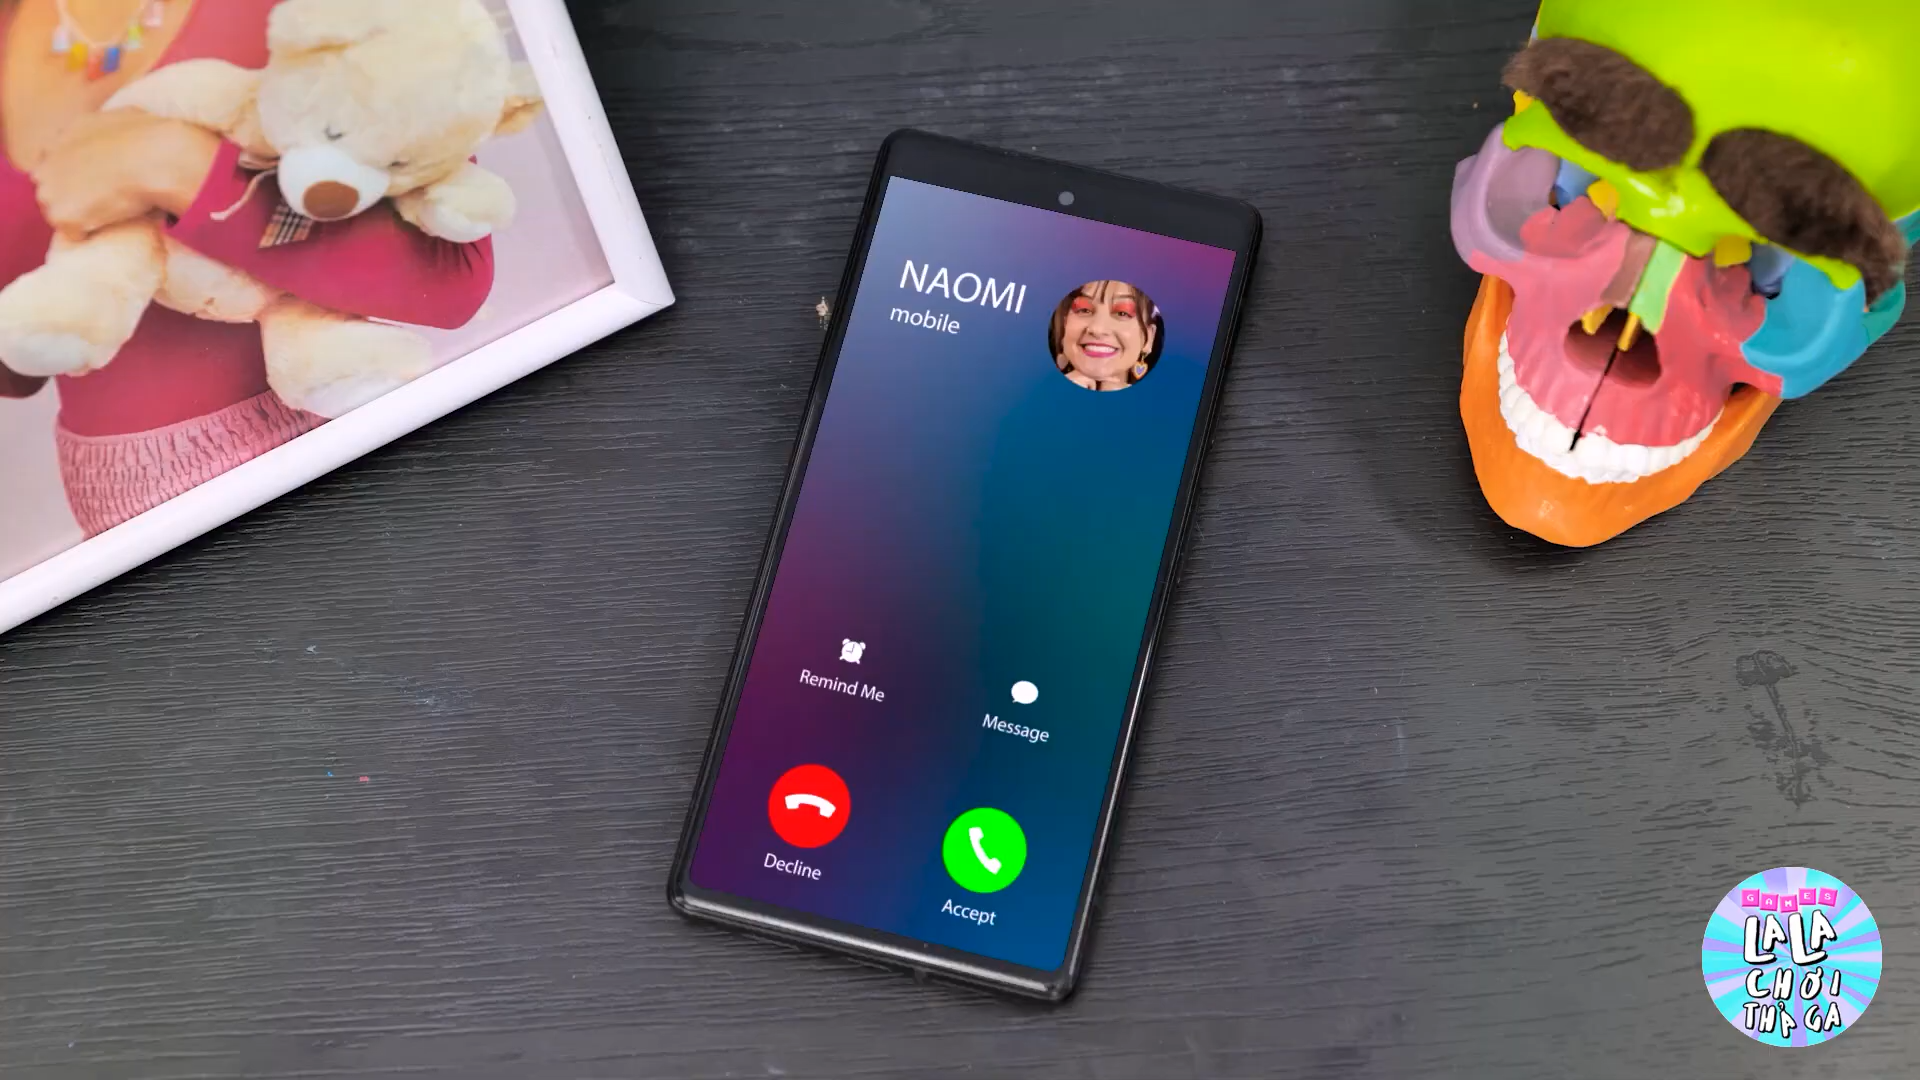 NAOMI
mobile
Remind Me
Message
Decline
Accept
GAMES
LA LA
CHƠI
THẢ GA